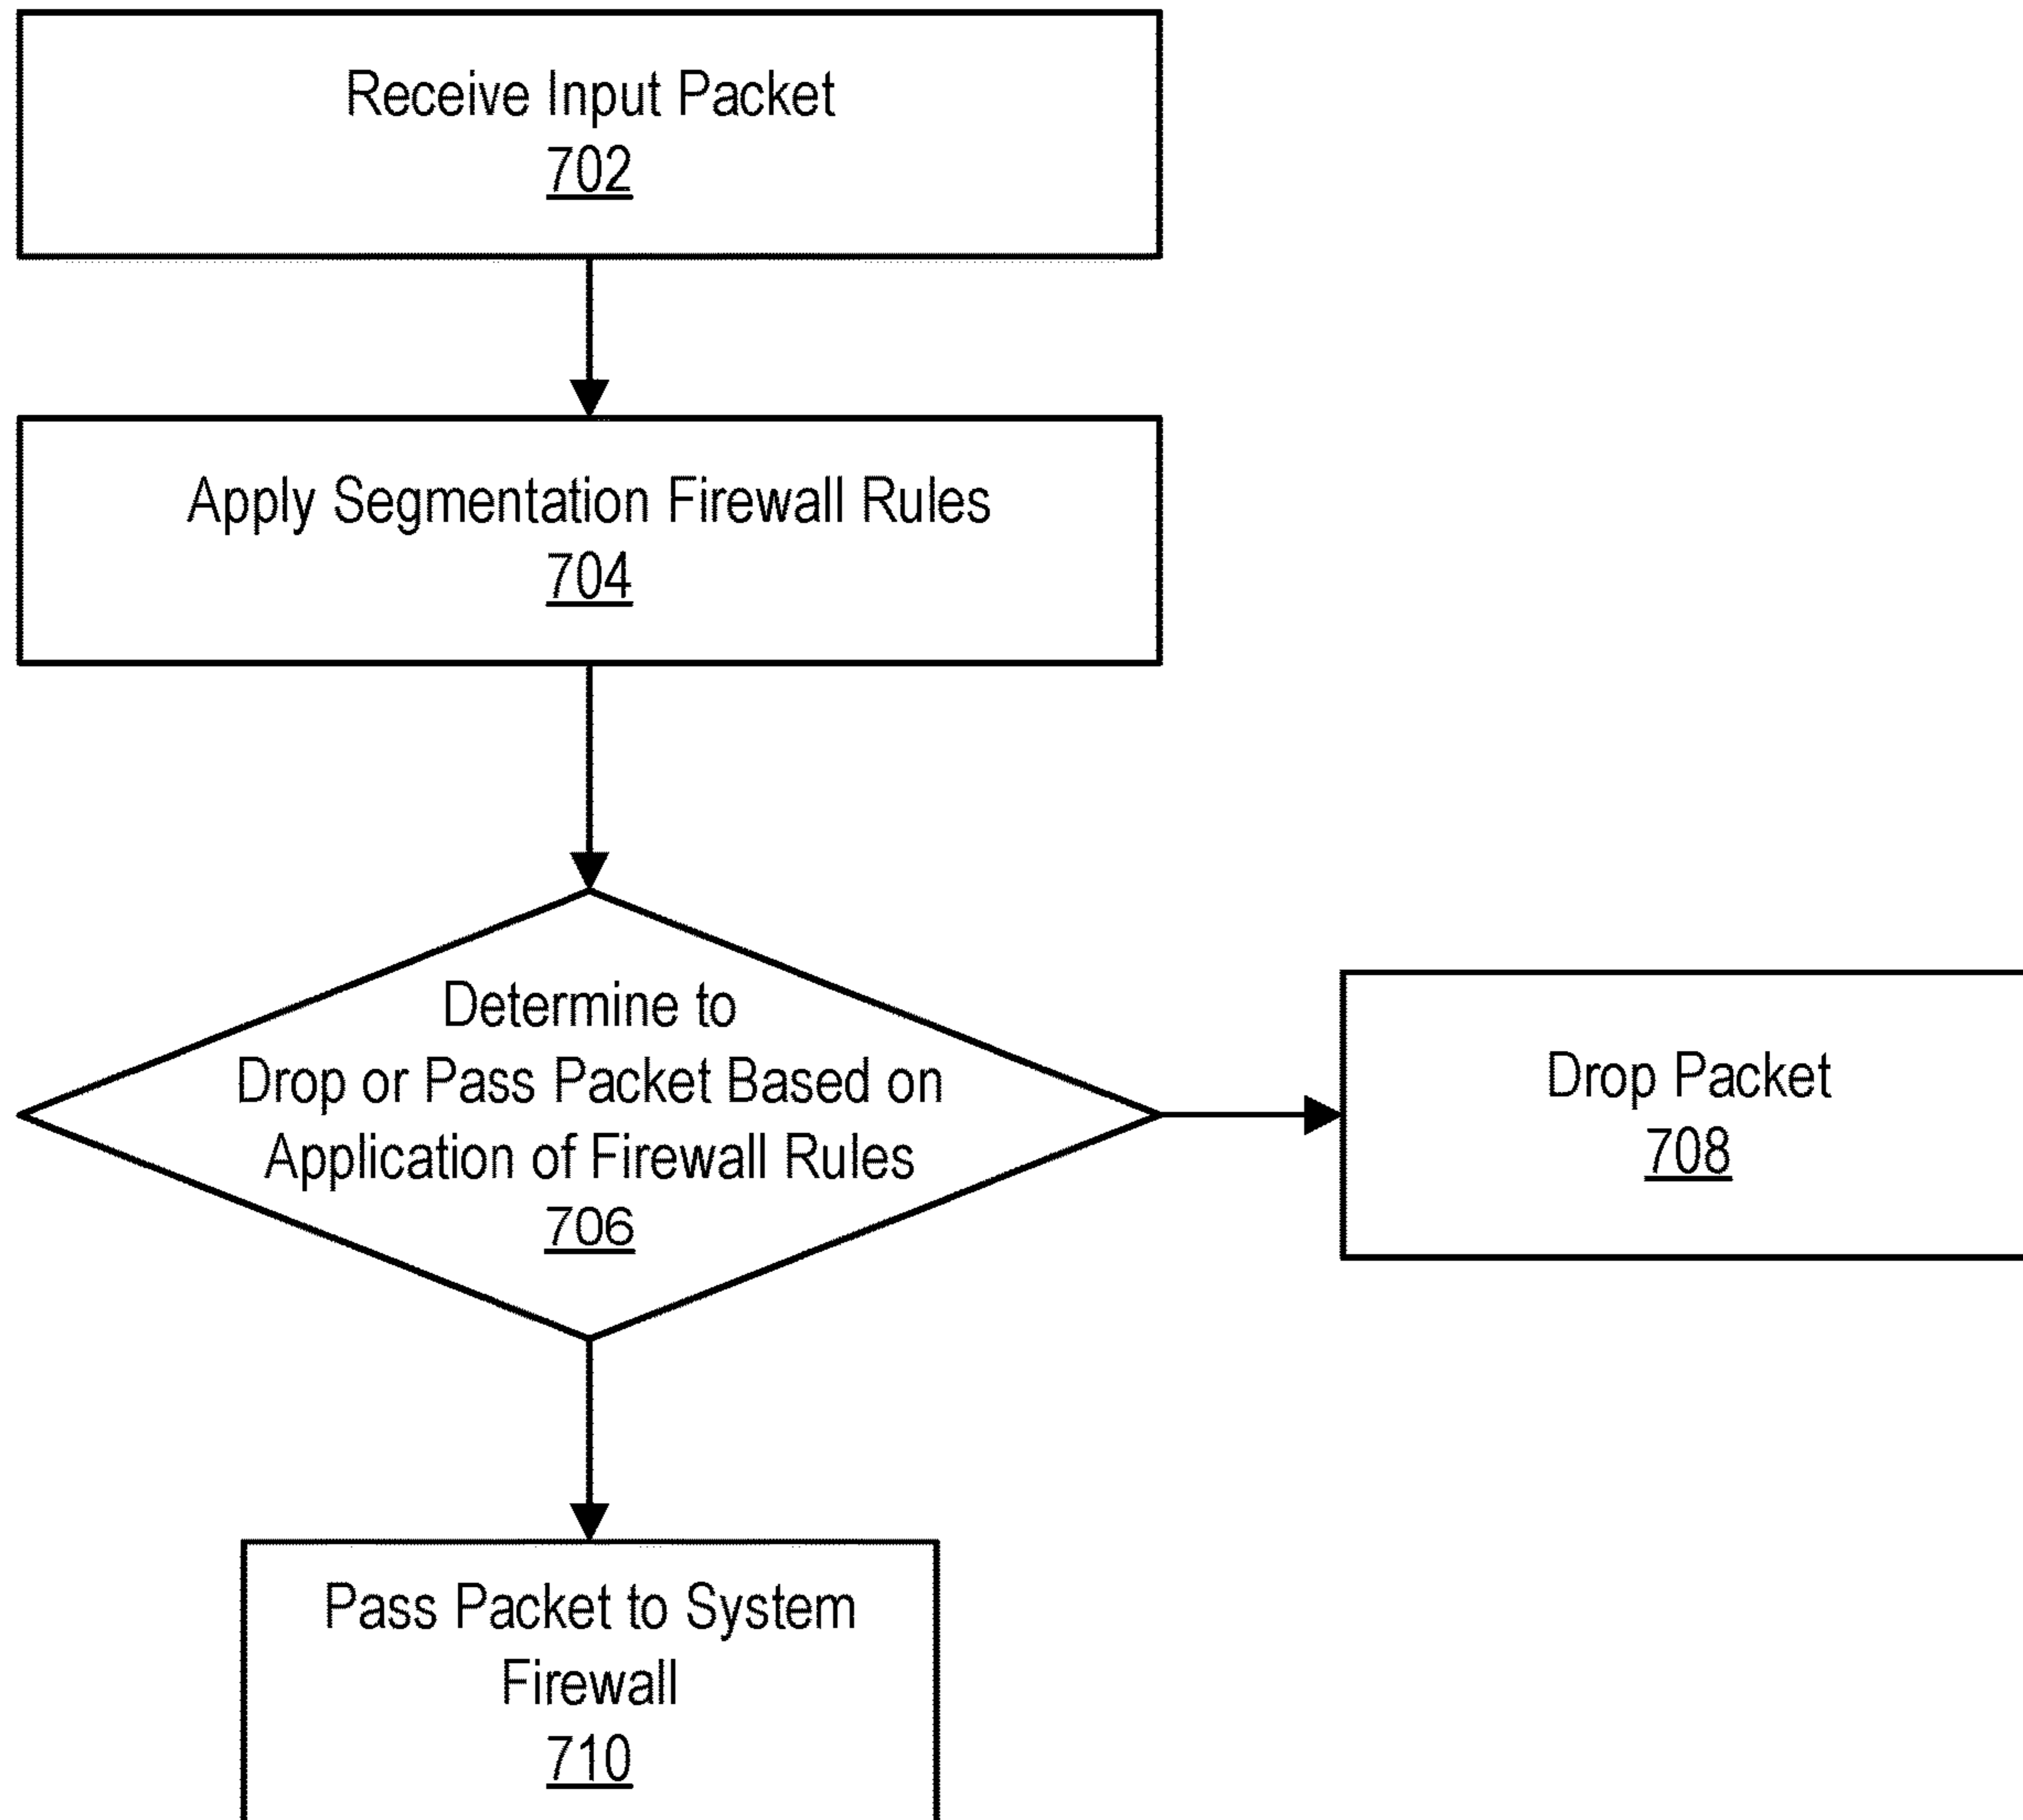 Receive Input Packet
702
Apply Segmentation Firewall Rules
704
Determine to
Drop or Pass Packet Based on
Application of Firewall Rules
706
Drop Packet
708
Pass Packet to System
Firewall
710